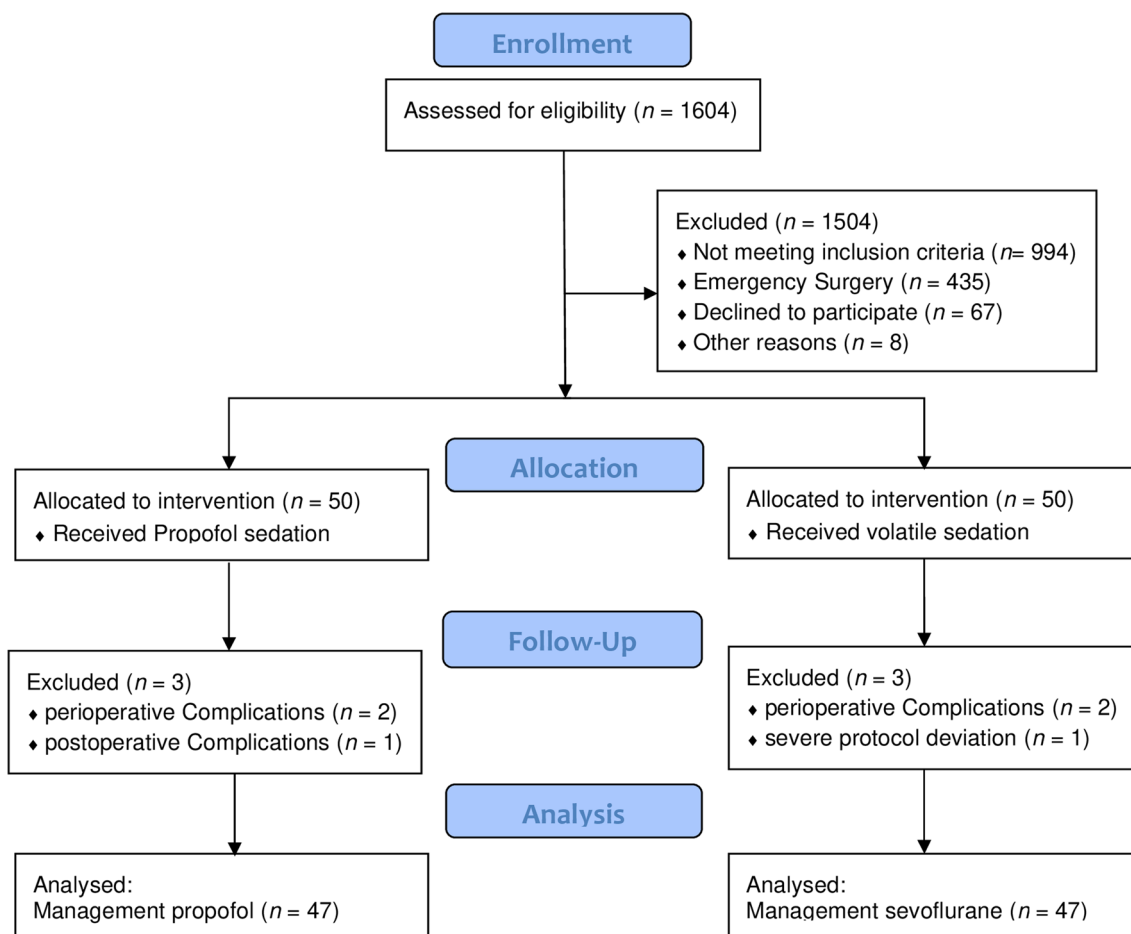 Enrollment
Assessed for eligibility (n = 1604)
Excluded (n = 1504)
♦ Not meeting inclusion criteria (n= 994)
♦ Emergency Surgery (n = 435)
♦ Declined to participate (n = 67)
♦ Other reasons (n = 8)
Allocation
Allocated to intervention (n = 50)
♦ Received Propofol sedation
Allocated to intervention (n = 50)
♦ Received volatile sedation
Follow-Up
Excluded (n = 3)
♦ perioperative Complications (n = 2)
♦ postoperative Complications (n = 1)
Excluded (n = 3)
♦ perioperative Complications (n = 2)
♦ severe protocol deviation (n = 1)
Analysis
Analysed:
Management propofol (n = 47)
Analysed:
Management sevoflurane (n = 47)